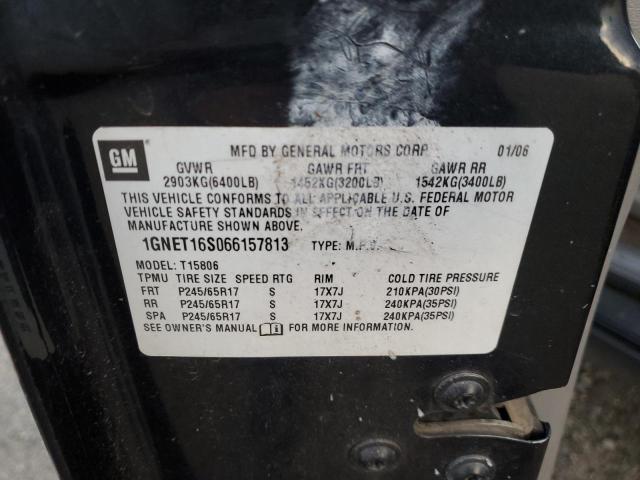 GM MFD BY GENERAL MOTORS CORP 01/06
GVWR GAWR FRT GAWR RR
2903KG(6400LB) 1452KG(3200LB) 1542KG(3400LB)
THIS VEHICLE CONFORMS TO ALL APPLICABLE U.S. FEDERAL MOTOR
VEHICLE SAFETY STANDARDS IN EFFECT ON THE DATE OF
MANUFACTURE SHOWN ABOVE.
1GNET16S066157813 TYPE: M.P.V.
MODEL: T15806
TPMU TIRE SIZE SPEED RTG RIM COLD TIRE PRESSURE
FRT P245/65R17 S 17X7J 210KPA(30PSI)
RR P245/65R17 S 17X7J 240KPA(35PSI)
SPA P245/65R17 S 17X7J 240KPA(35PSI)
SEE OWNER'S MANUAL FOR MORE INFORMATION.